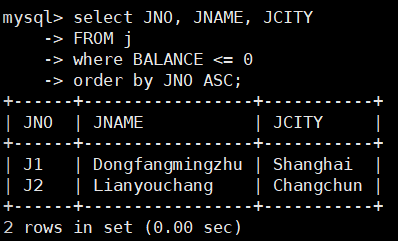 mysql> select JNO, JNAME, JCITY
    -> FROM j
    -> where BALANCE <= 0
    -> order by JNO ASC;
+------+----------------+-----------+
| JNO  | JNAME          | JCITY     |
+------+----------------+-----------+
| J1   | Dongfangmingzhu | Shanghai  |
| J2   | Lianyouchang   | Changchun |
+------+----------------+-----------+
2 rows in set (0.00 sec)